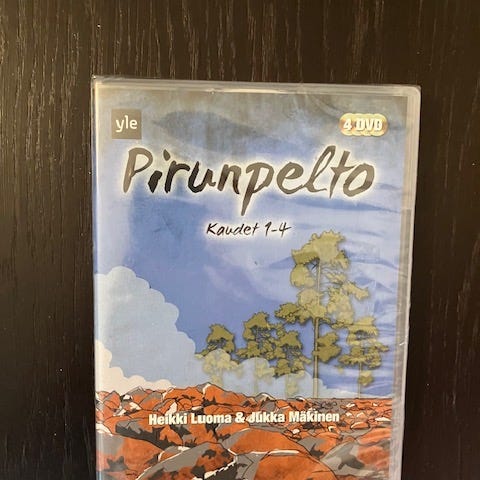 yle
4 DVD
Pirunpelto
Kaudet 1-4
Heikki Luoma & Jukka Mäkinen